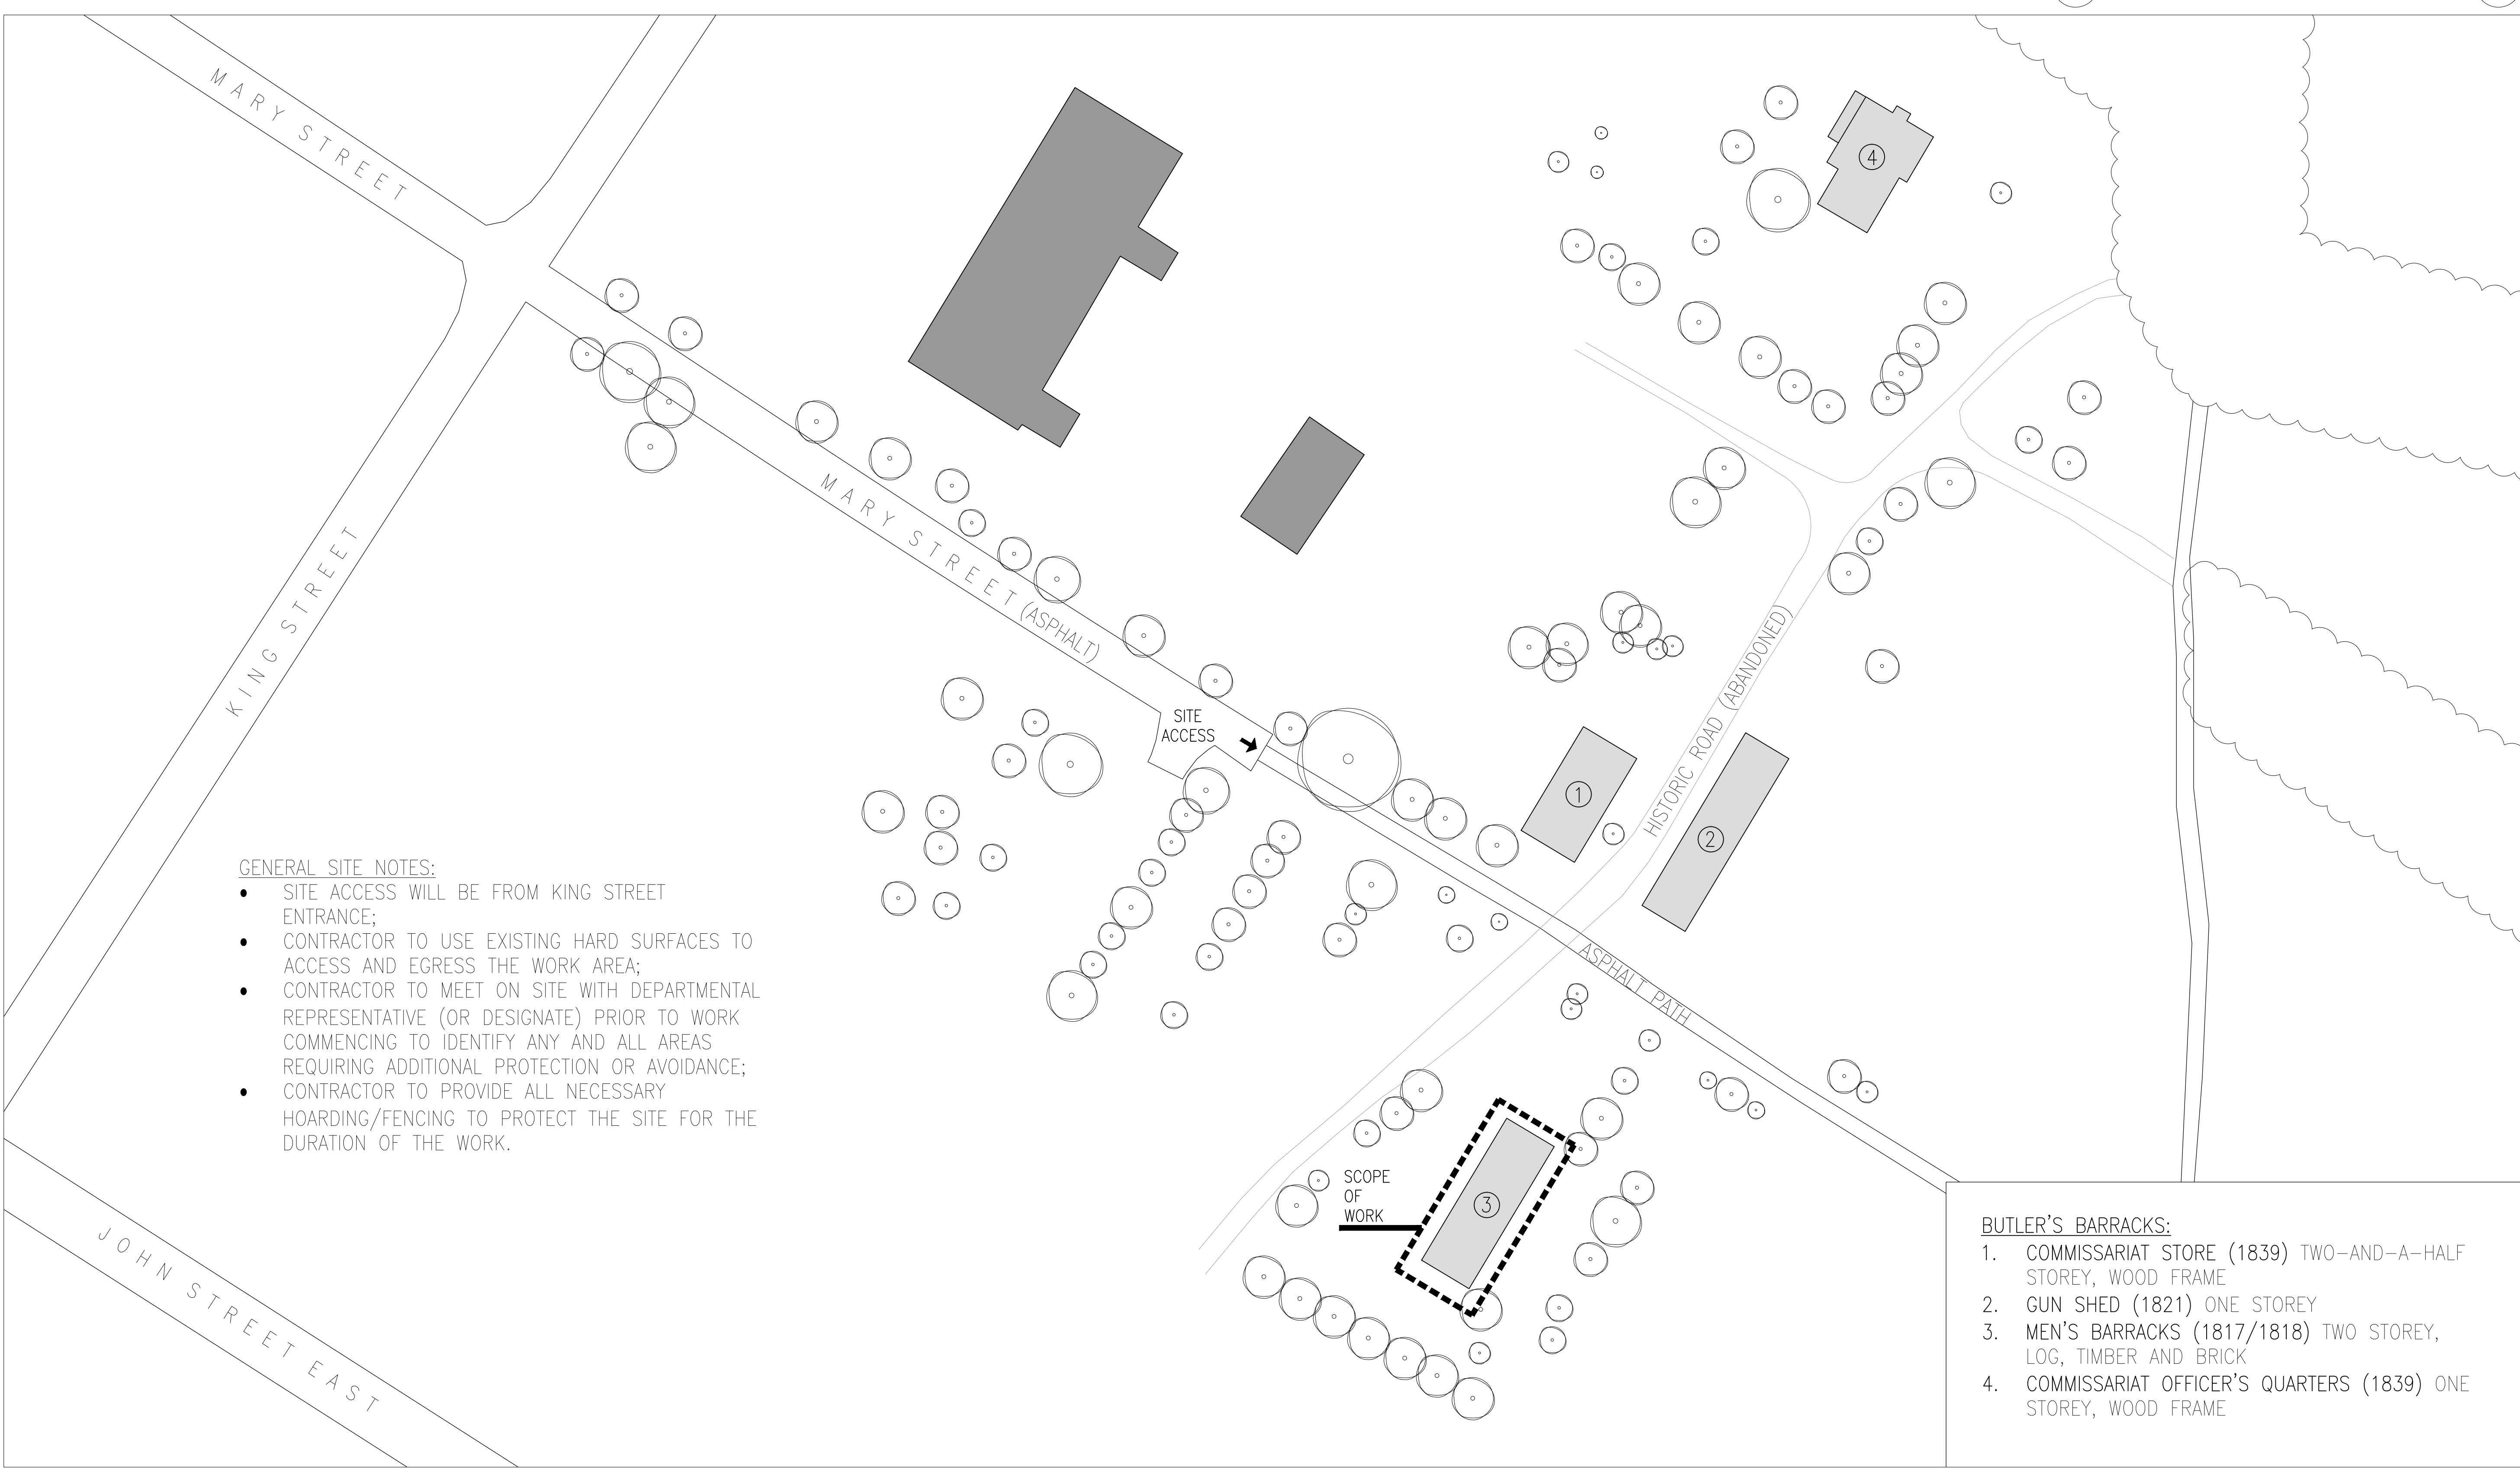 MARY STREET
4
KING STREET
MARY STREET (ASPHALT)
HISTORIC ROAD (ABANDONED)
SITE
ACCESS
1
2
ASPHALT PATH
GENERAL SITE NOTES:
• SITE ACCESS WILL BE FROM KING STREET
ENTRANCE;
• CONTRACTOR TO USE EXISTING HARD SURFACES TO
ACCESS AND EGRESS THE WORK AREA;
• CONTRACTOR TO MEET ON SITE WITH DEPARTMENTAL
REPRESENTATIVE (OR DESIGNATE) PRIOR TO WORK
COMMENCING TO IDENTIFY ANY AND ALL AREAS
REQUIRING ADDITIONAL PROTECTION OR AVOIDANCE;
• CONTRACTOR TO PROVIDE ALL NECESSARY
HOARDING/FENCING TO PROTECT THE SITE FOR THE
DURATION OF THE WORK.
SCOPE
OF
WORK
3
JOHN STREET EAST
BUTLER'S BARRACKS:
1. COMMISSARIAT STORE (1839) TWO-AND-A-HALF
STOREY, WOOD FRAME
2. GUN SHED (1821) ONE STOREY
3. MEN'S BARRACKS (1817/1818) TWO STOREY,
LOG, TIMBER AND BRICK
4. COMMISSARIAT OFFICER'S QUARTERS (1839) ONE
STOREY, WOOD FRAME